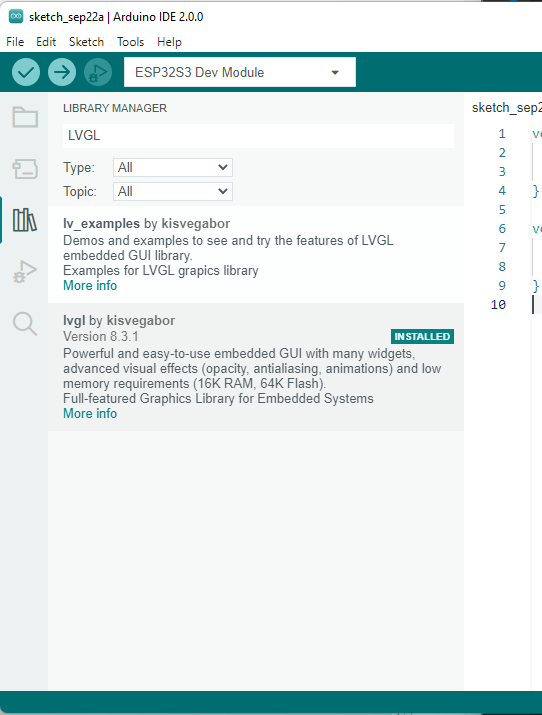 sketch_sep22a | Arduino IDE 2.0.0
File Edit Sketch Tools Help
ESP32S3 Dev Module
LIBRARY MANAGER
LVGL
Type: All
Topic: All
lv_examples by kisvegabor
Demos and examples to see and try the features of LVGL
embedded GUI library.
Examples for LVGL grapics library
More info
lvgl by kisvegabor
Version 8.3.1
INSTALLED
Powerful and easy-to-use embedded GUI with many widgets,
advanced visual effects (opacity, antialiasing, animations) and low
memory requirements (16K RAM, 64K Flash).
Full-featured Graphics Library for Embedded Systems
More info
sketch_sep2
1 v
2
3
4 }
5
6 v
7
8
9 }
10